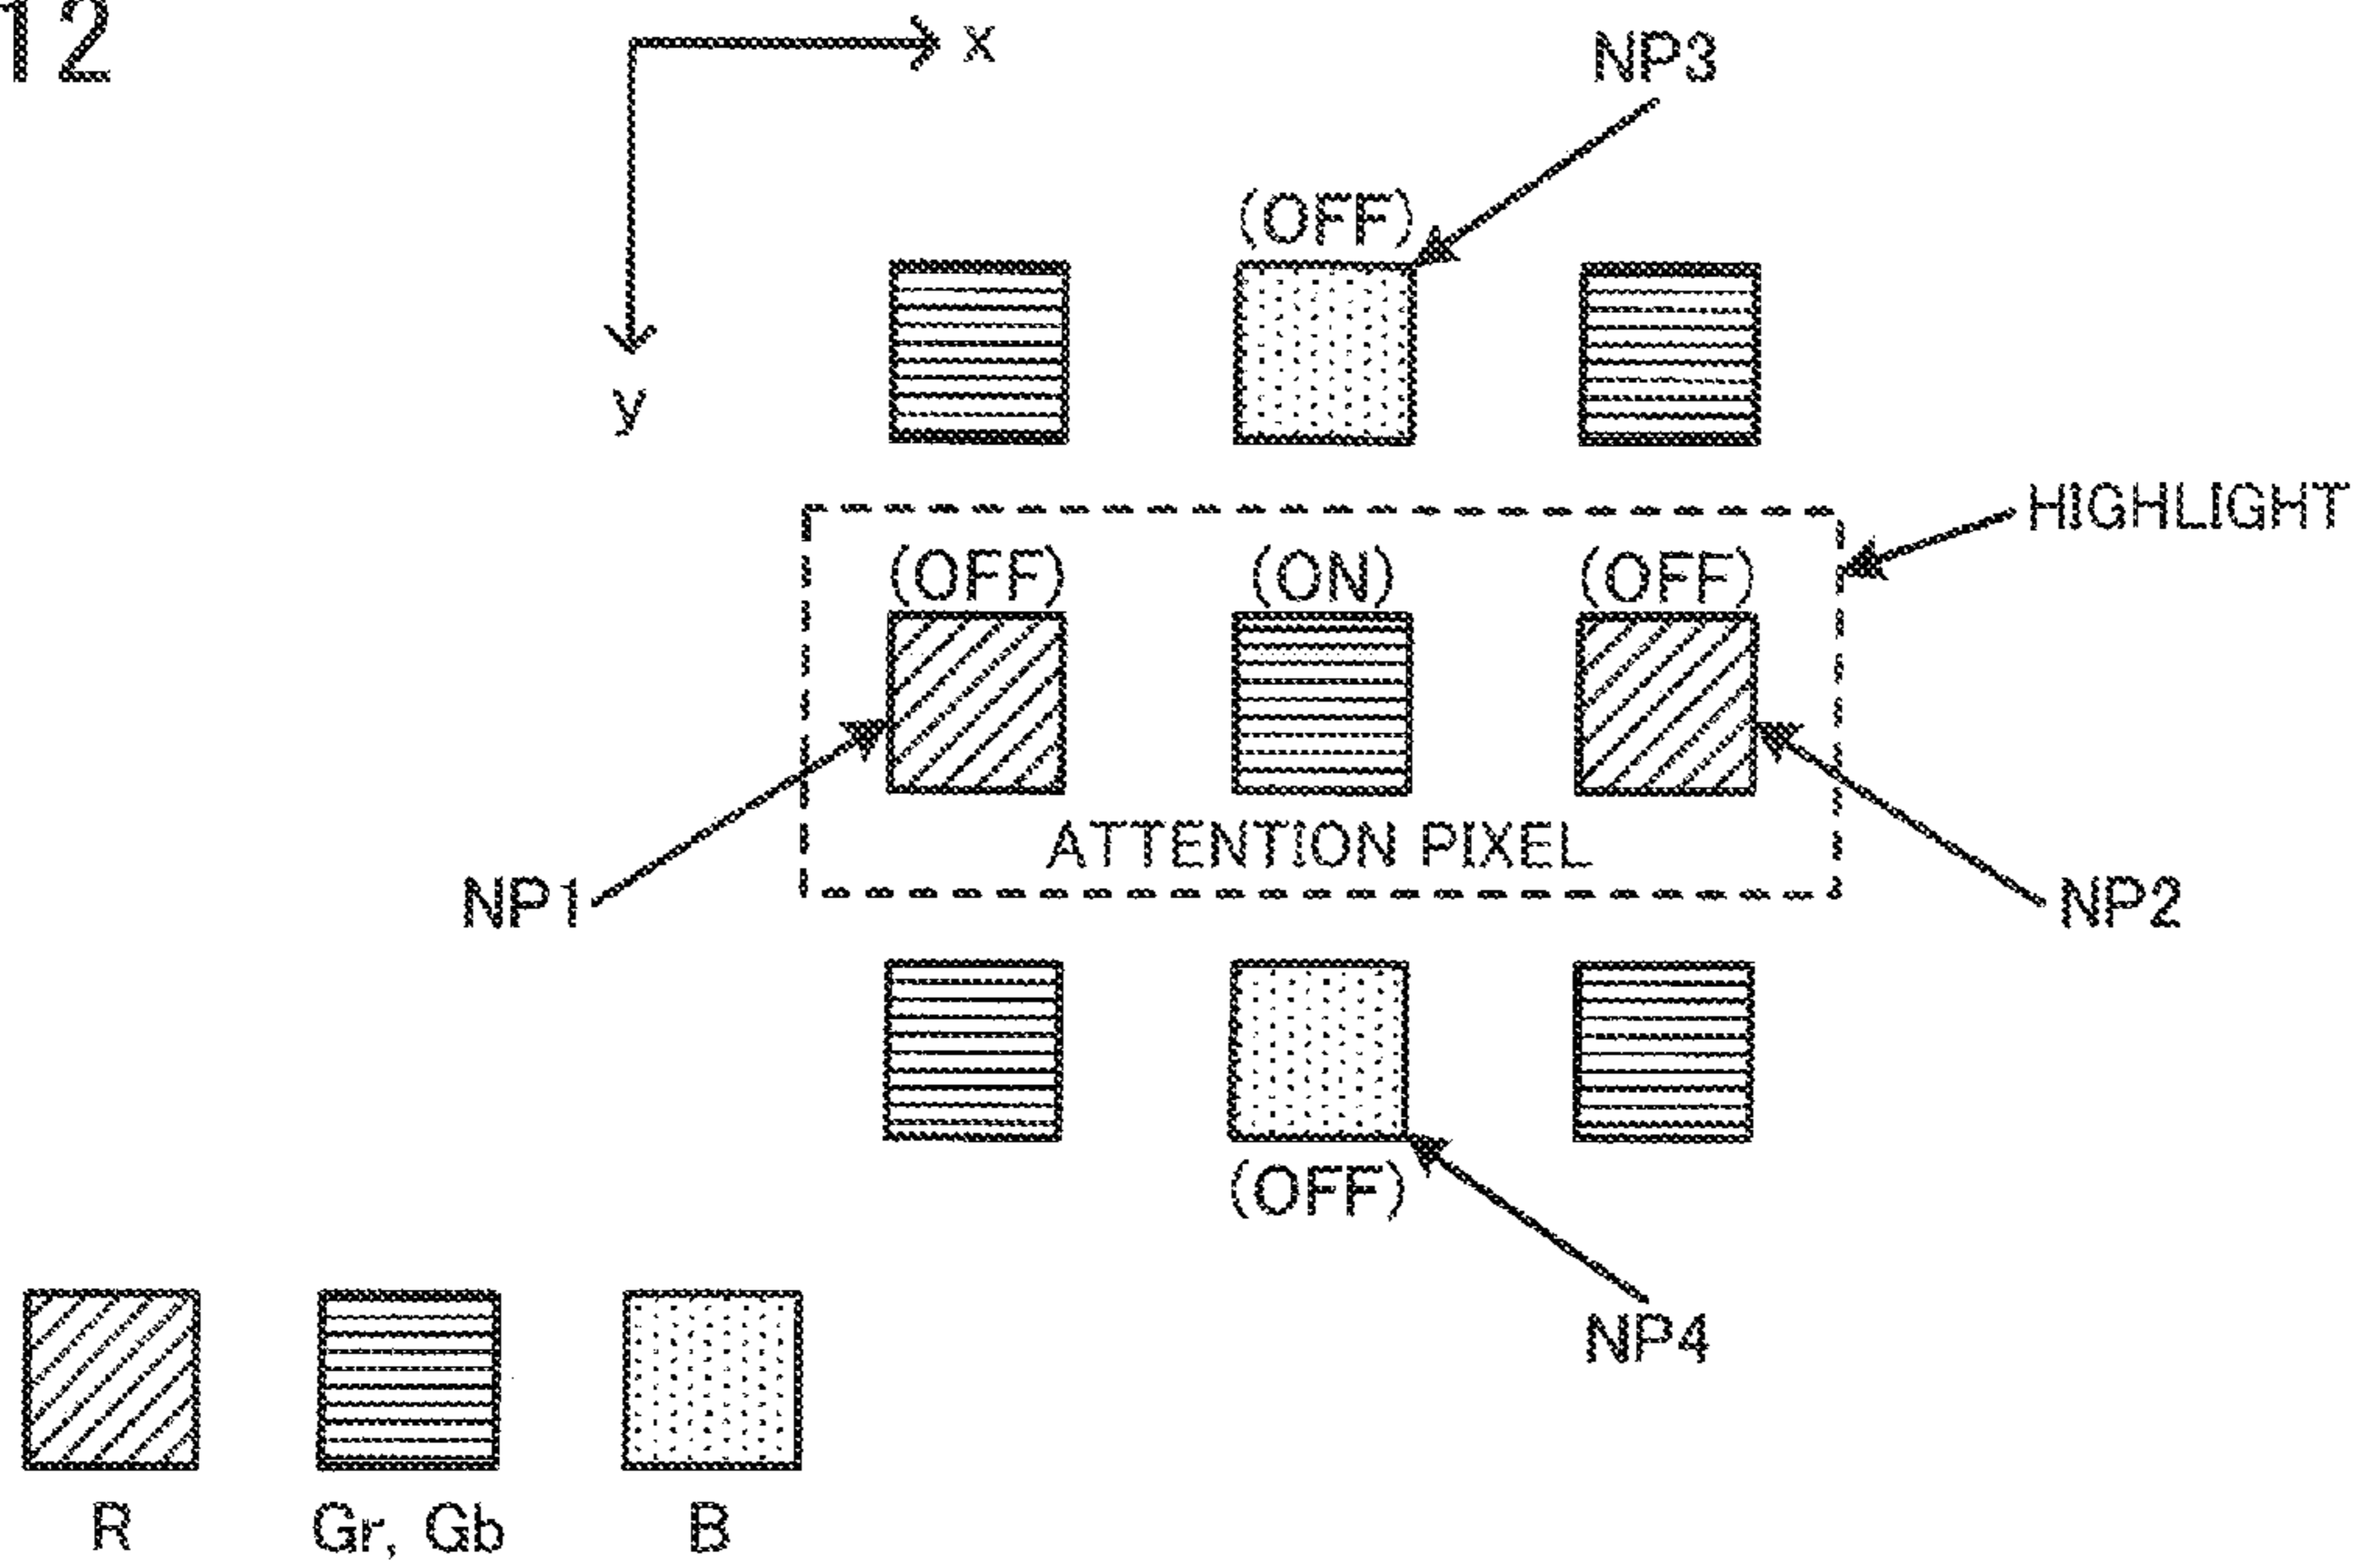 12
x
NP3
(OFF)
y
HIGHLIGHT
(OFF) (ON) (OFF)
ATTENTION PIXEL
NP1
NP2
(OFF)
NP4
R Gr, Gb B